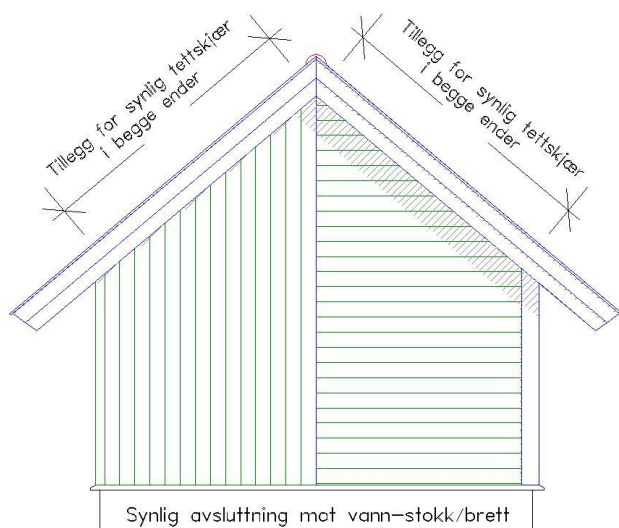 Tillegg for synlig tettskjær
i begge ender
Tillegg for synlig tettskjær
i begge ender
Synlig avsluttning mot vann-stokk/brett